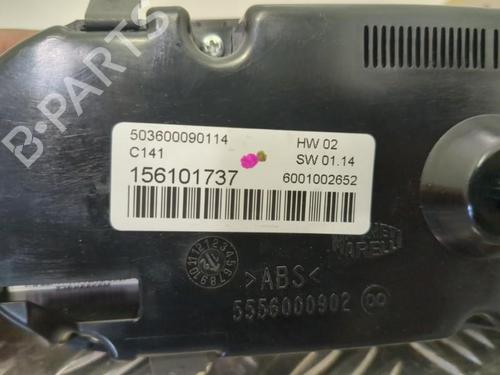 B-PARTS
503600090114 HW 02
C141 SW 01.14
156101737 6001002652
MARELLI
>ABS<
5556000902